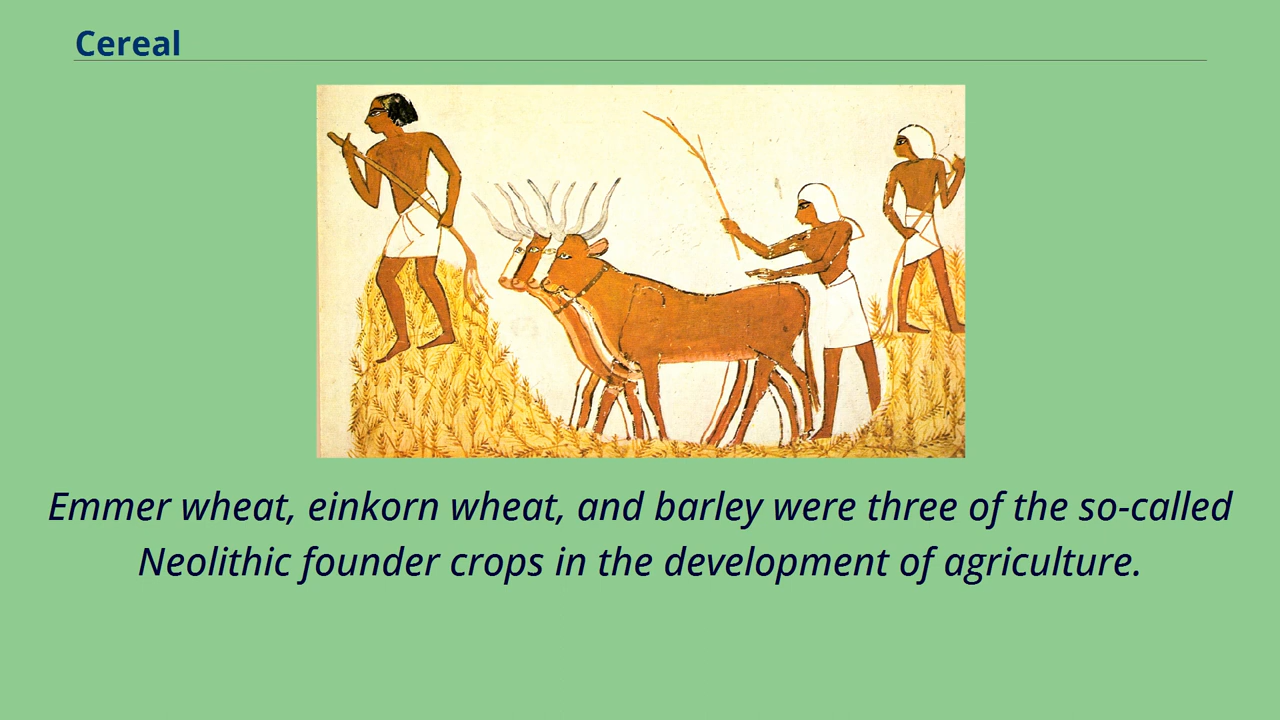 Cereal
Emmer wheat, einkorn wheat, and barley were three of the so-called
Neolithic founder crops in the development of agriculture.